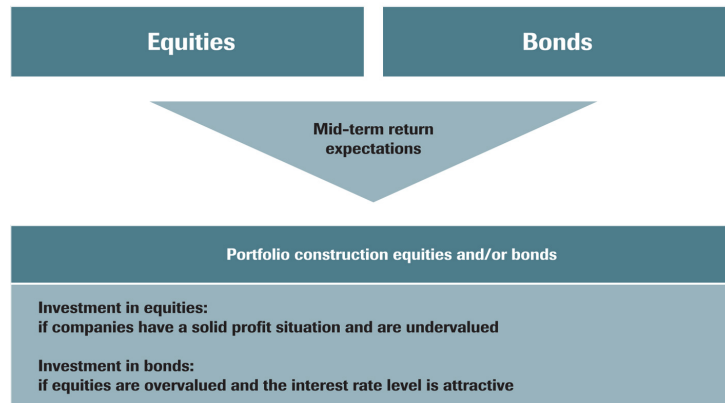 Equities
Bonds
Mid-term return
expectations
Portfolio construction equities and/or bonds
Investment in equities:
if companies have a solid profit situation and are undervalued
Investment in bonds:
if equities are overvalued and the interest rate level is attractive